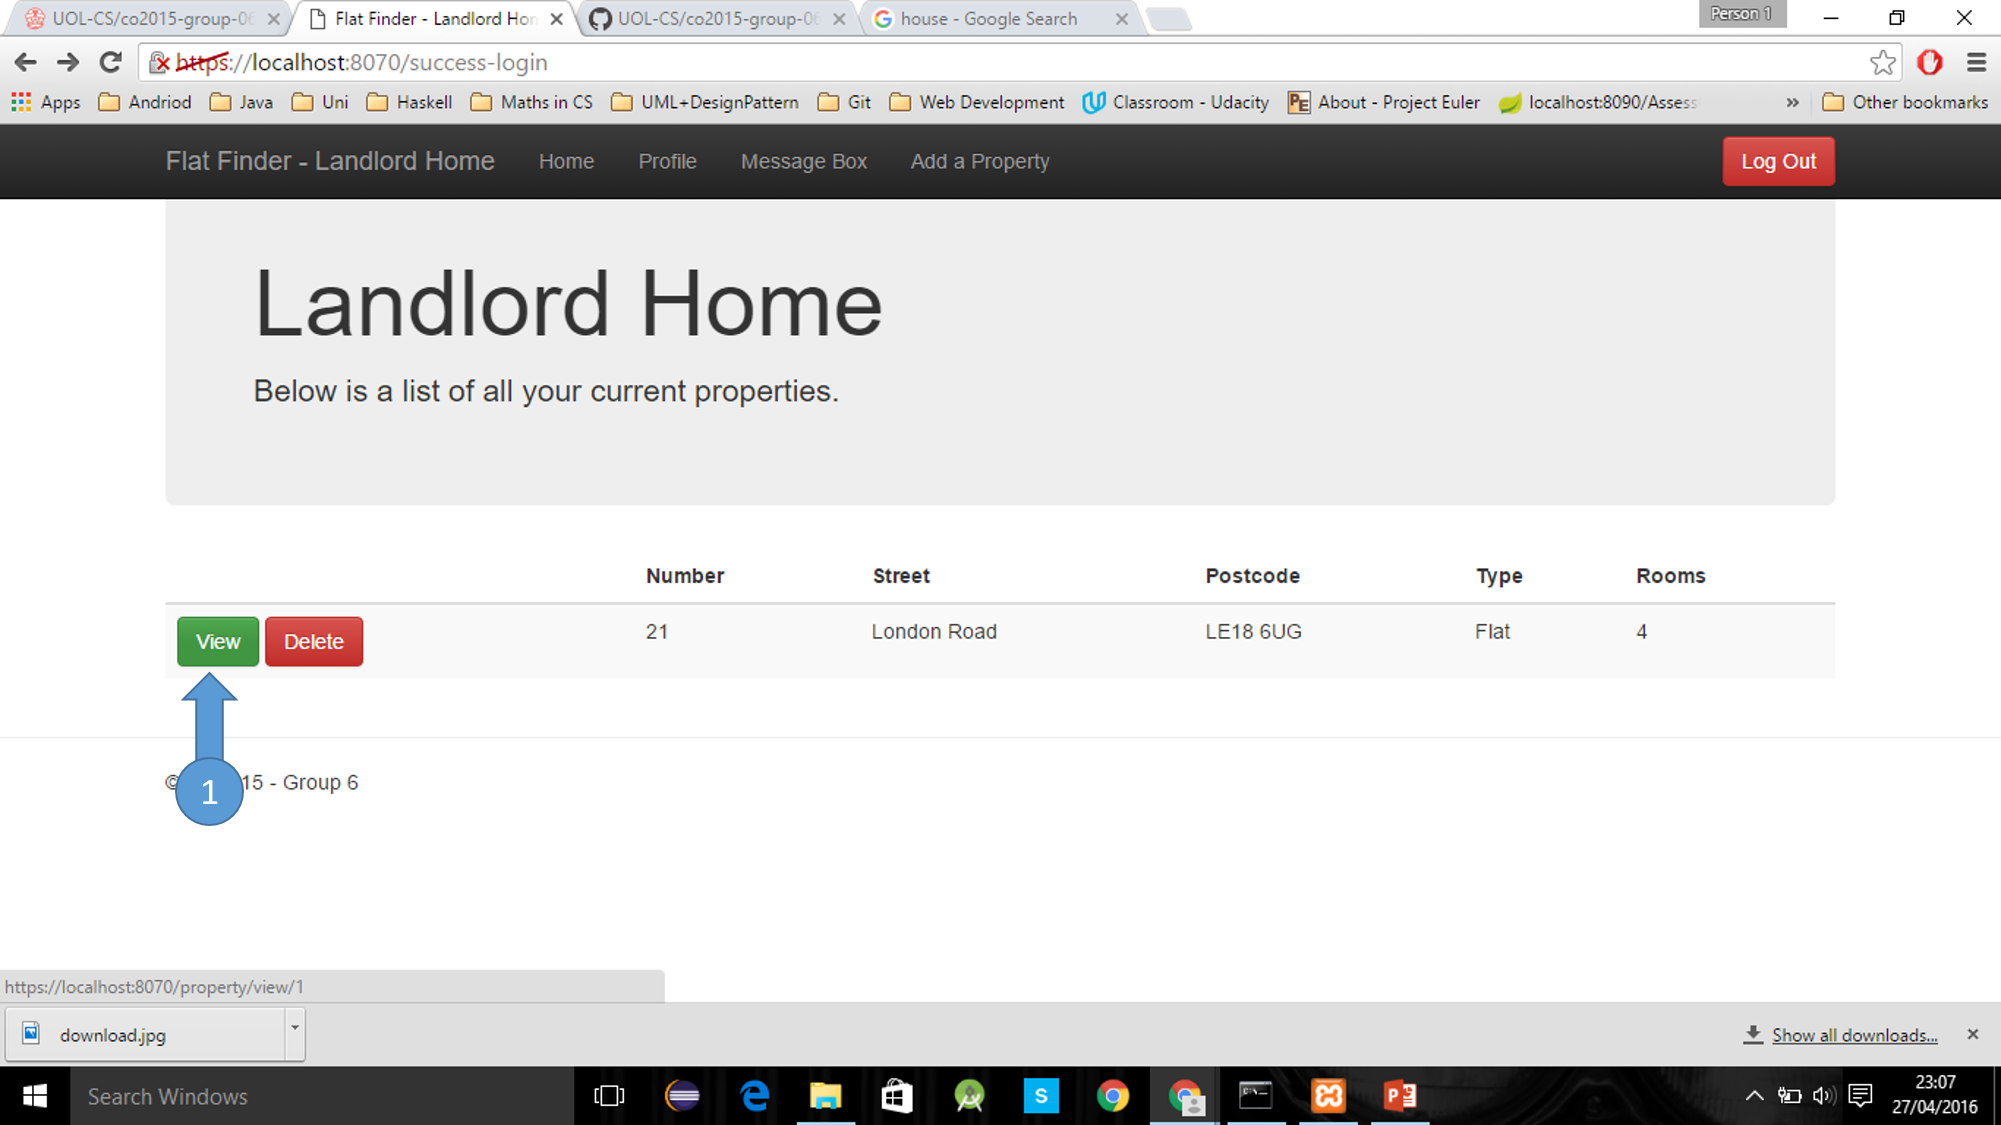 UOL-CS/co2015-group-06
Flat Finder - Landlord Hom
UOL-CS/co2015-group-06
house - Google Search
Person 1
https://localhost:8070/success-login
Apps Andriod Java Uni Haskell Maths in CS UML+DesignPattern Git Web Development Classroom - Udacity PE About - Project Euler localhost:8090/Assess » Other bookmarks
Flat Finder - Landlord Home Home Profile Message Box Add a Property Log Out
Landlord Home
Below is a list of all your current properties.
Number Street Postcode Type Rooms
View Delete 21 London Road LE18 6UG Flat 4
1
© 15 - Group 6
https://localhost:8070/property/view/1
download.jpg
Show all downloads...
Search Windows
23:07
27/04/2016